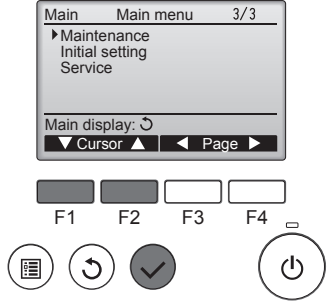 Main Main menu 3/3
Maintenance
Initial setting
Service
Main display:
Cursor Page
F1 F2 F3 F4